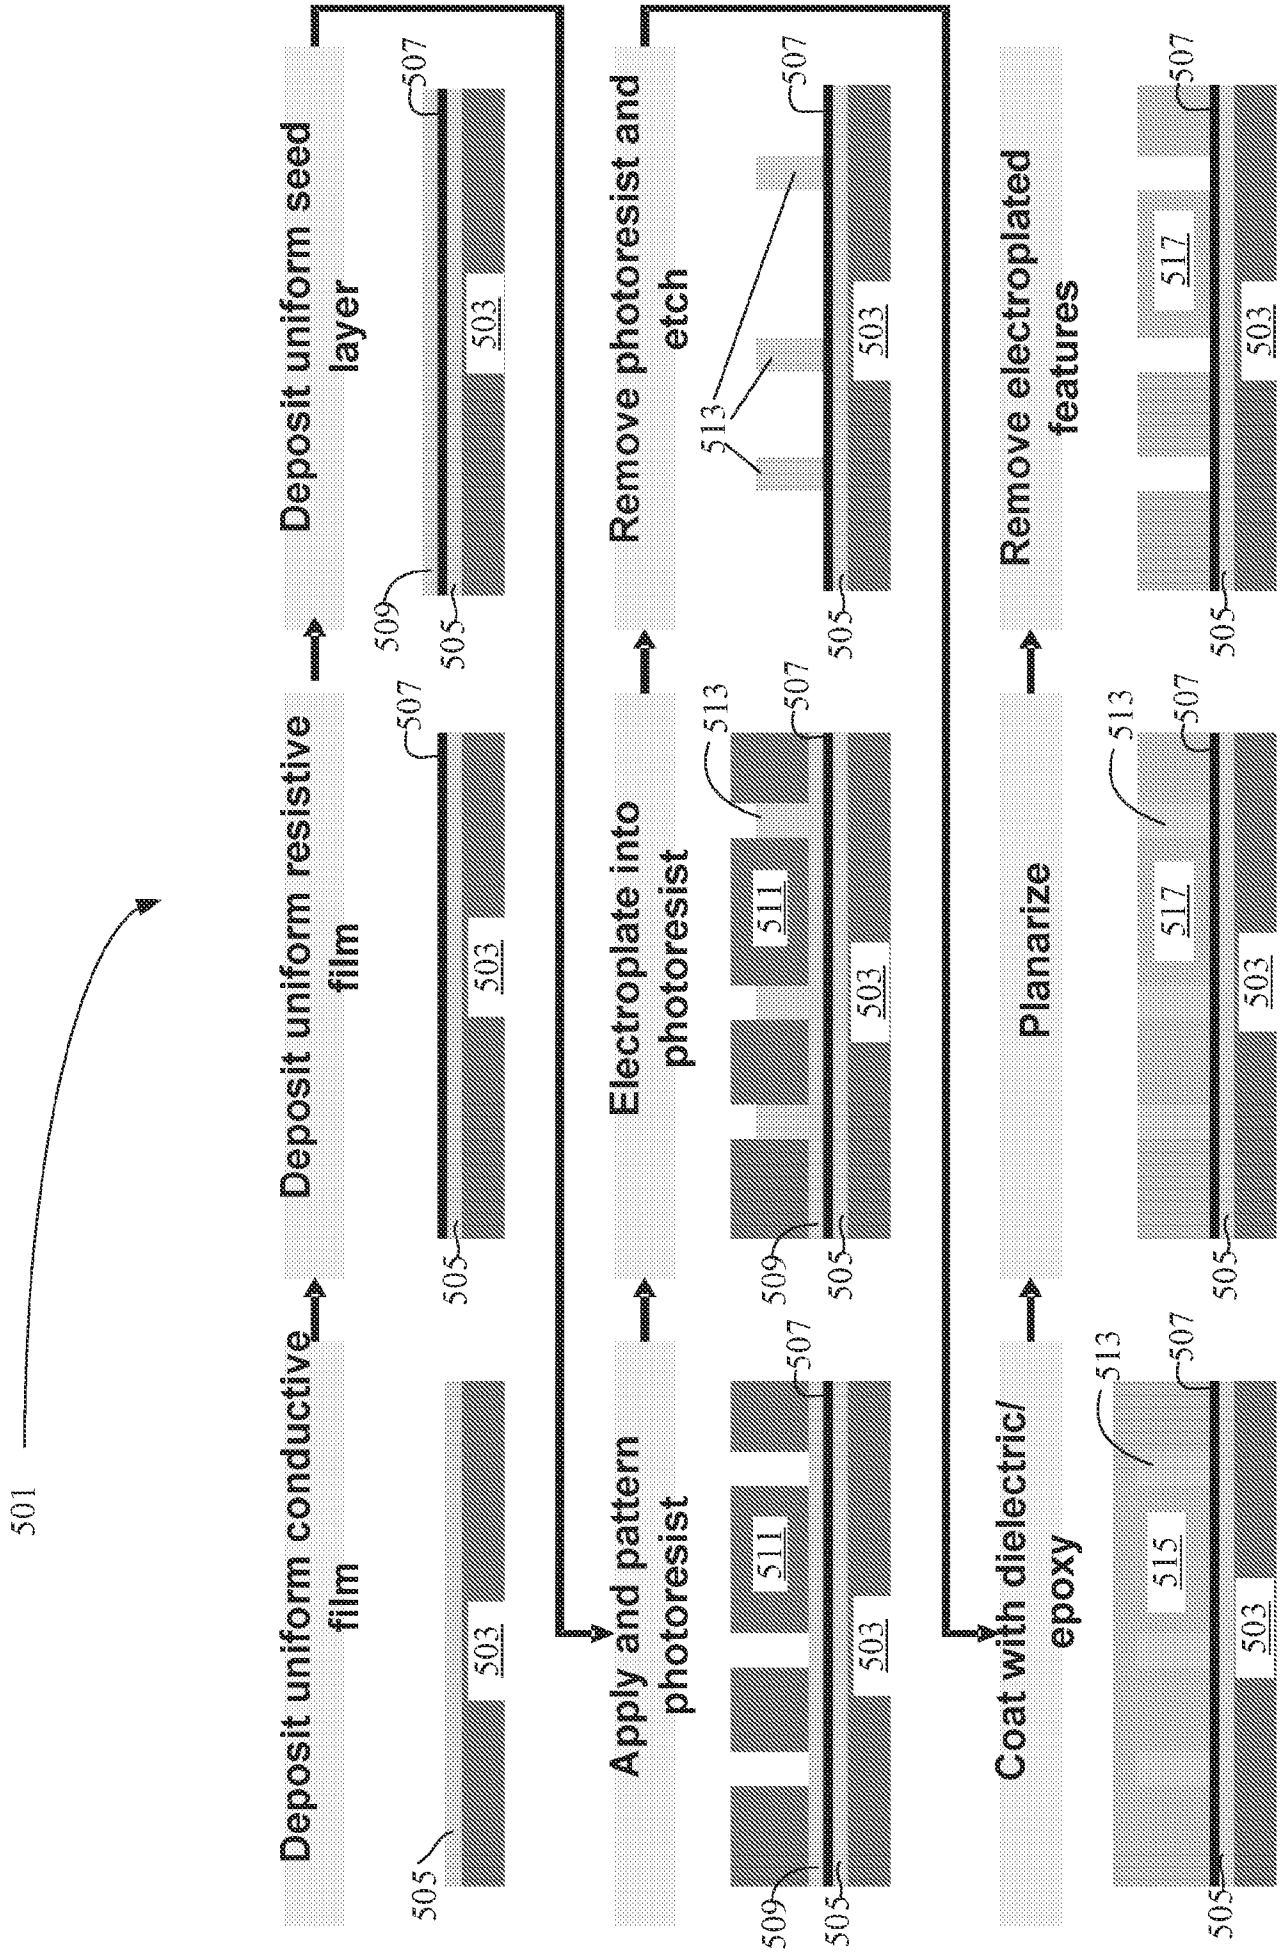 501
Deposit uniform conductive
film
505
503
Deposit uniform resistive
film
507
505
503
Deposit uniform seed
layer
509
507
505
503
Apply and pattern
photoresist
511
507
509
505
503
Electroplate into
photoresist
513
511
507
509
505
503
Remove photoresist and
etch
513
507
505
503
Coat with dielectric/
epoxy
513
515
507
505
503
Planarize
513
517
507
505
503
Remove electroplated
features
517
507
505
503